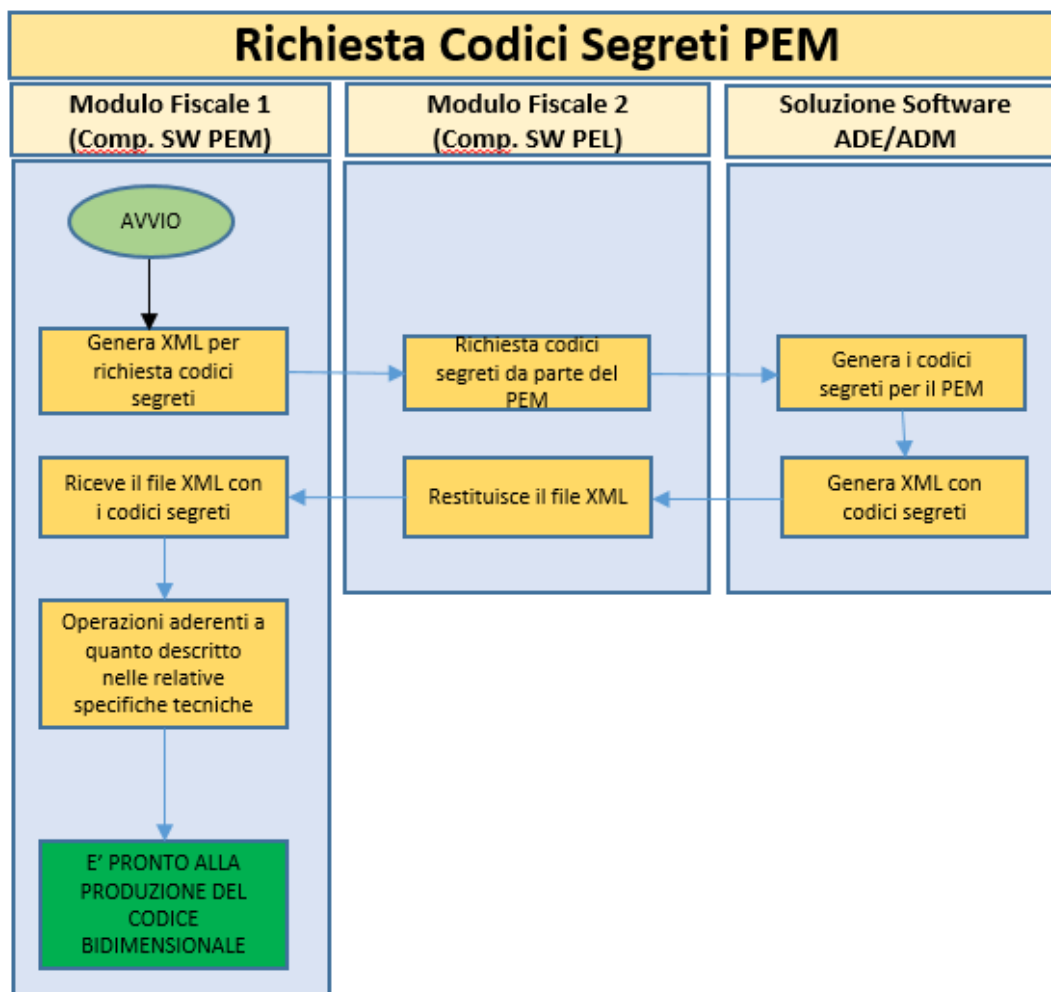 Richiesta Codici Segreti PEM
Modulo Fiscale 1
(Comp. SW PEM)
Modulo Fiscale 2
(Comp. SW PEL)
Soluzione Software
ADE/ADM
AVVIO
Genera XML per
richiesta codici
segreti
Richiesta codici
segreti da parte del
PEM
Genera i codici
segreti per il PEM
Riceve il file XML con
i codici segreti
Restituisce il file XML
Genera XML con
codici segreti
Operazioni aderenti a
quanto descritto
nelle relative
specifiche tecniche
E' PRONTO ALLA
PRODUZIONE DEL
CODICE
BIDIMENSIONALE